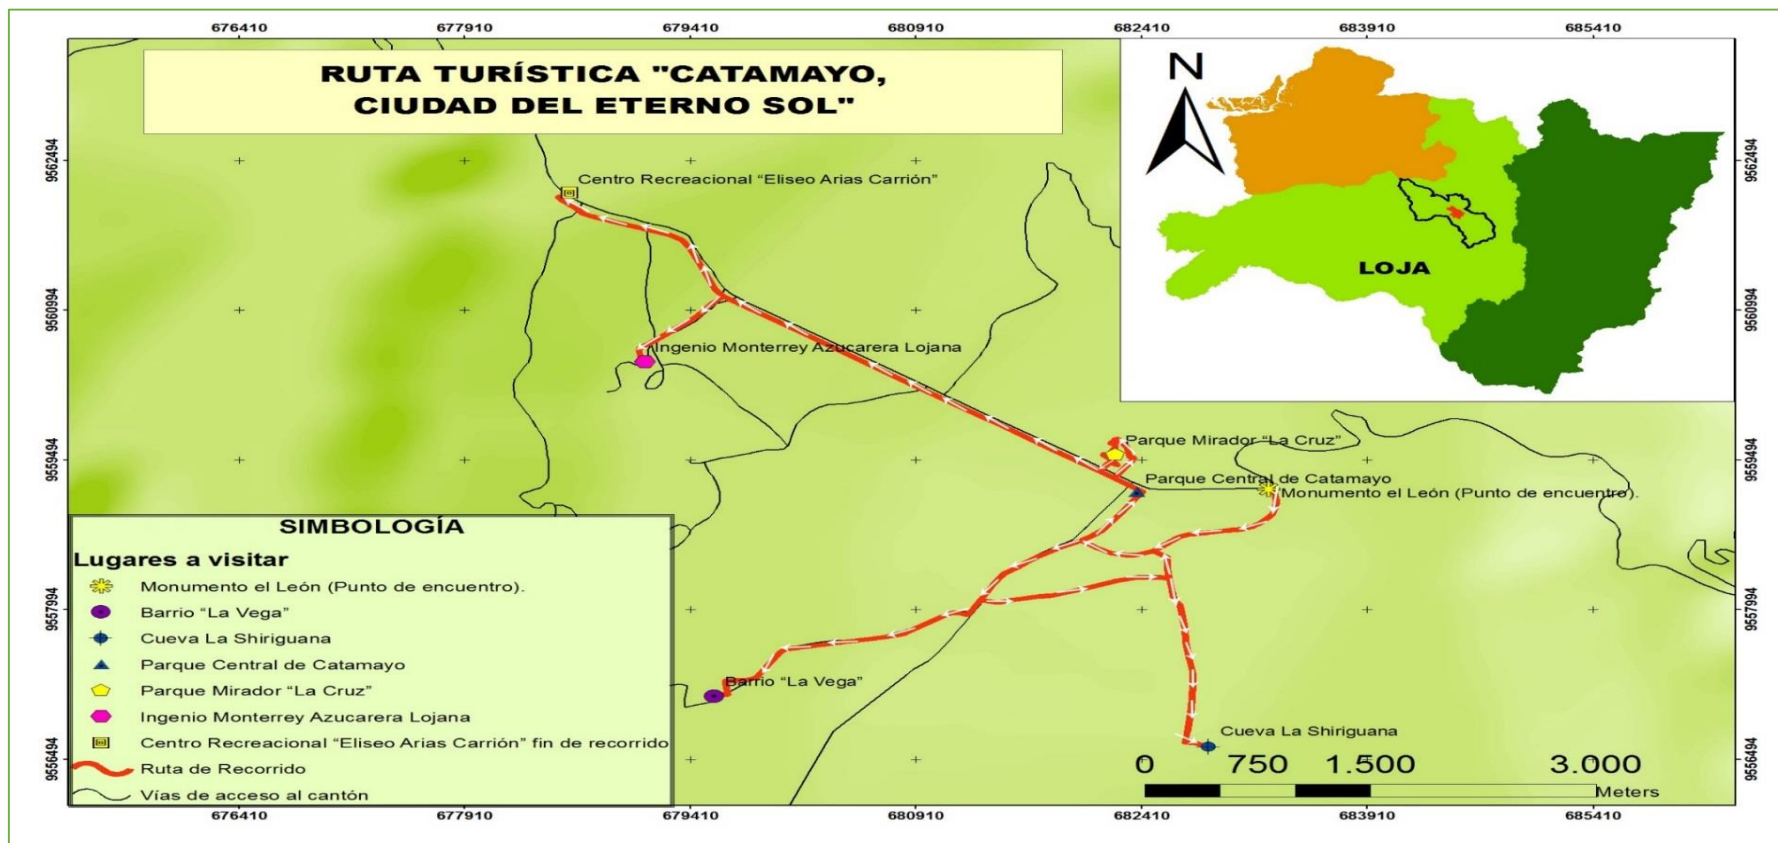 676410 677910 679410 680910 682410 683910 685410
RUTA TURÍSTICA "CATAMAYO,
CIUDAD DEL ETERNO SOL"
N
LOJA
9562494
9562494
Centro Recreacional “Eliseo Arias Carrión”
9560994
9560994
Ingenio Monterrey Azucarera Lojana
Parque Mirador “La Cruz”
9559494
9559494
Parque Central de Catamayo
Monumento el León (Punto de encuentro).
9557994
9557994
Barrio “La Vega”
Cueva La Shiriguana
9556494
9556494
SIMBOLOGÍA
Lugares a visitar
Monumento el León (Punto de encuentro).
Barrio “La Vega”
Cueva La Shiriguana
Parque Central de Catamayo
Parque Mirador “La Cruz”
Ingenio Monterrey Azucarera Lojana
Centro Recreacional “Eliseo Arias Carrión” fin de recorrido
Ruta de Recorrido
Vías de acceso al cantón
0 750 1.500 3.000
Meters
676410 677910 679410 680910 682410 683910 685410